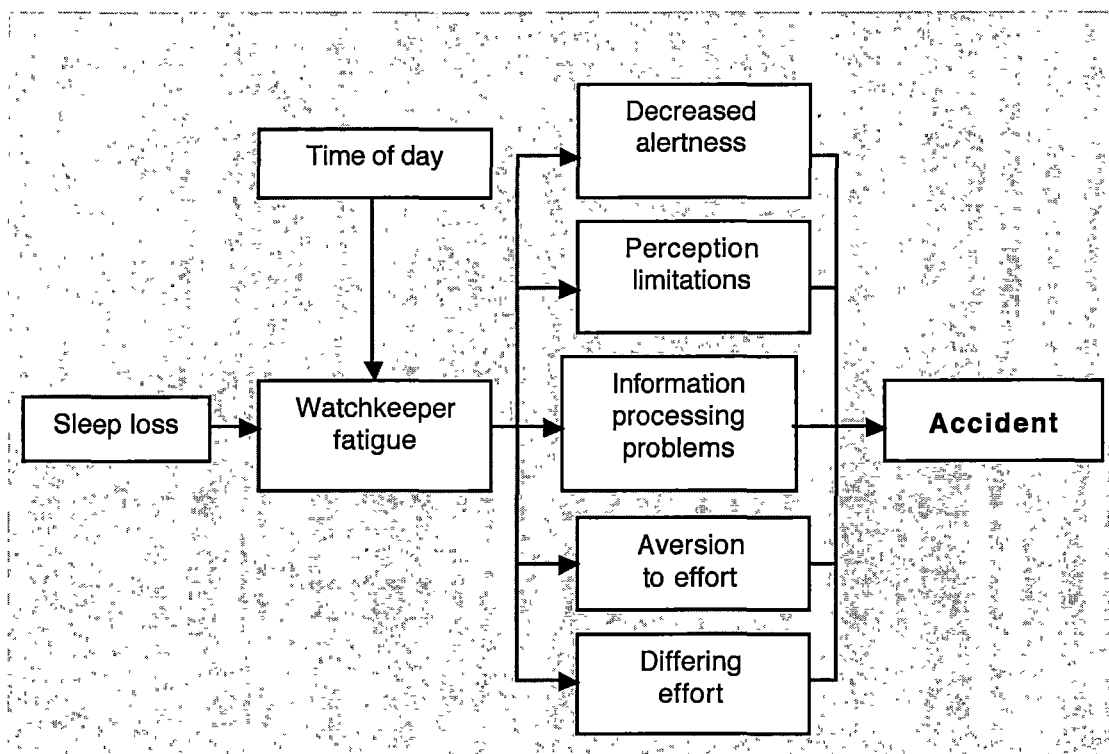 Decreased
alertness
Time of day
Perception
limitations
Sleep loss
Watchkeeper
fatigue
Information
processing
problems
Accident
Aversion
to effort
Differing
effort